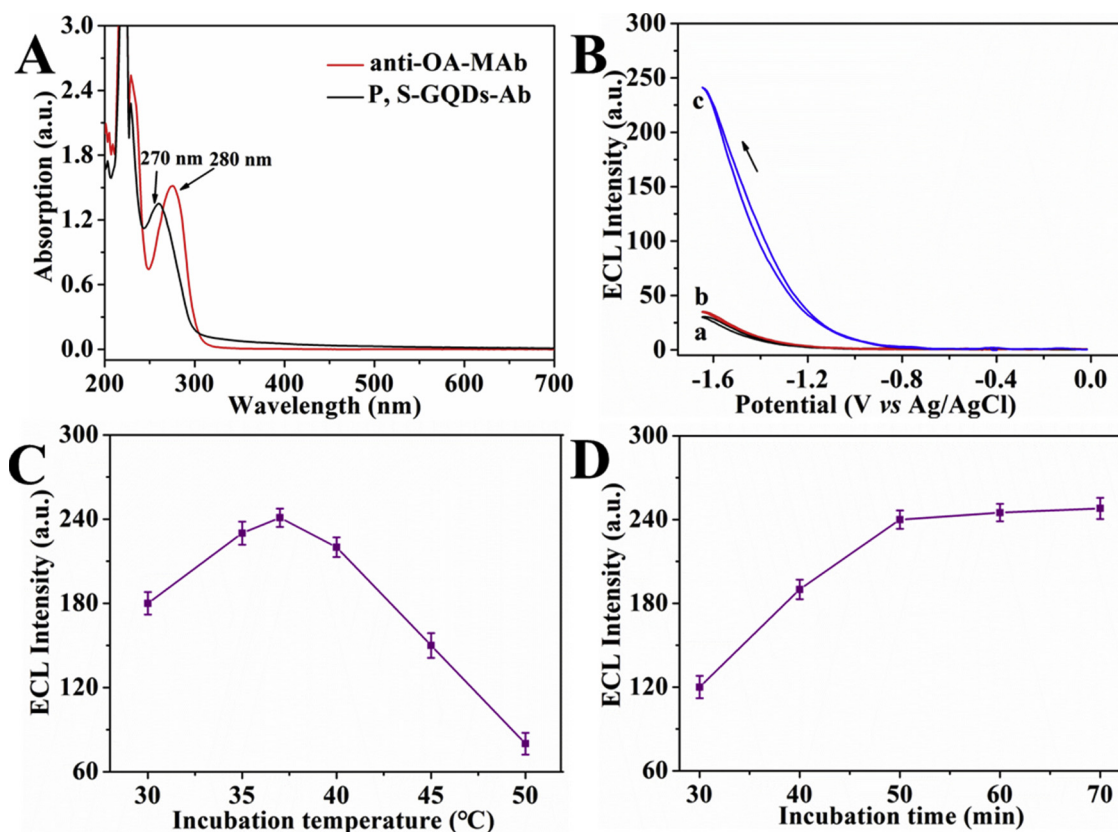 A
Absorption (a.u.)
3.0
2.4
1.8
1.2
0.6
0.0
anti-OA-MAb
P, S-GQDs-Ab
270 nm
280 nm
200
250
300
400
500
600
700
Wavelength (nm)
B
ECL Intensity (a.u.)
300
250
200
150
100
50
0
c
b
a
-1.6
-1.2
-0.8
-0.4
0.0
Potential (V vs Ag/AgCl)
C
ECL Intensity (a.u.)
300
240
180
120
60
30
35
40
45
50
Incubation temperature (°C)
D
ECL Intensity (a.u.)
300
240
180
120
60
30
40
50
60
70
Incubation time (min)